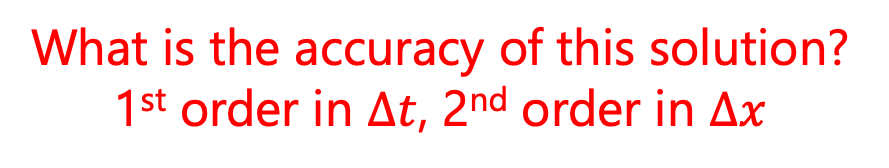 What is the accuracy of this solution?
1st order in Δt, 2nd order in Δx